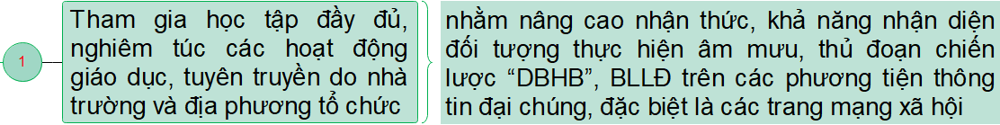 1
Tham gia học tập đầy đủ,
nghiêm túc các hoạt động
giáo dục, tuyên truyền do nhà
trường và địa phương tổ chức
nhằm nâng cao nhận thức, khả năng nhận diện
đối tượng thực hiện âm mưu, thủ đoạn chiến
lược “DBHB”, BLLĐ trên các phương tiện thông
tin đại chúng, đặc biệt là các trang mạng xã hội